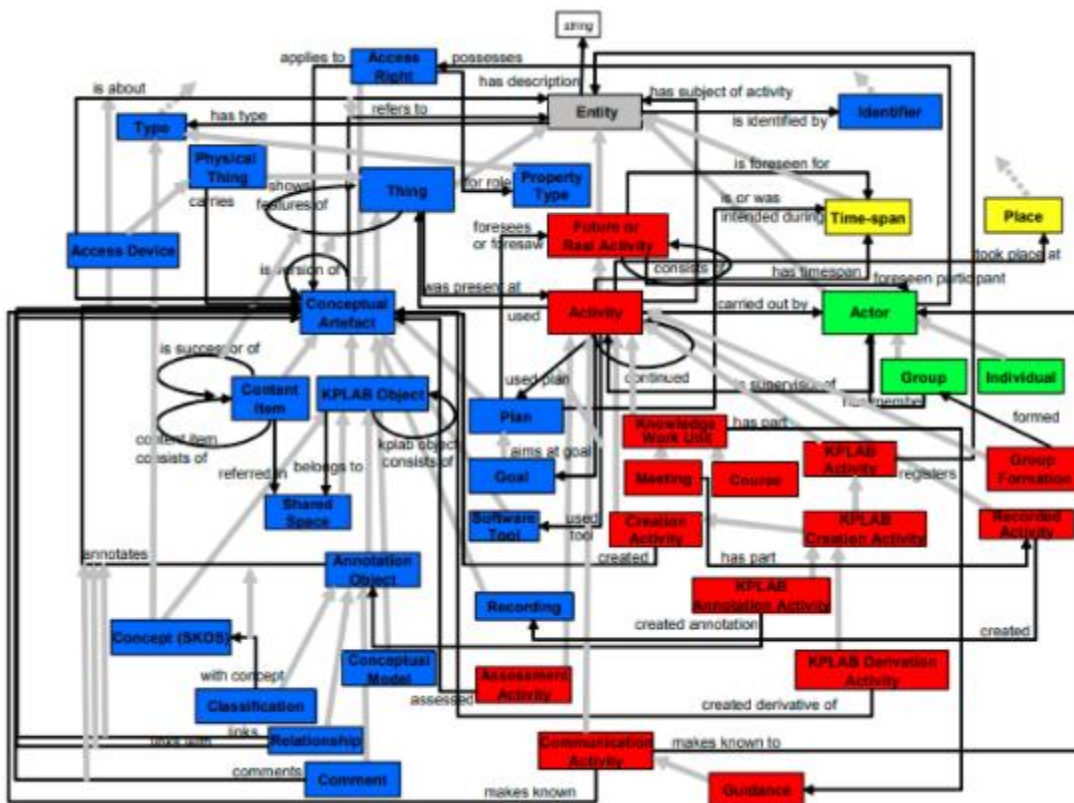 string
applies to
Access
Right
possesses
is about
has description
has subject of activity
refers to
Entity
Identifier
Type
has type
is identified by
Physical
Thing
is foreseen for
shows
features of
Thing
for role
Property
Type
carries
is or was
intended during
Time-span
Place
foresees
or foresaw
Future or
Real Activity
Access Device
is version of
consists of
took place at
has timespan
foreseen participant
was present at
Conceptual
Artefact
used
Activity
carried out by
Actor
is successor of
used plan
continued
is supervisor of
Group
Individual
Content
item
KPLAB Object
has member
Plan
formed
Knowledge
Work Unit
has part
content item
consists of
kplab object
consists of
aims at goal
KPLAB
Activity
Group
Formation
referred in
belongs to
Goal
Meeting
Course
registers
Shared
Space
Software
Tool
used
tool
Creation
Activity
KPLAB
Creation Activity
Recorded
Activity
annotates
created
Annotation
Object
has part
KPLAB
Annotation Activity
Recording
Concept (SKOS)
created annotation
created
Conceptual
Model
with concept
Assessment
Activity
KPLAB Derivation
Activity
assessed
Classification
created derivative of
links
links with
Relationship
Communication
Activity
makes known to
comments
Comment
makes known
Guidance